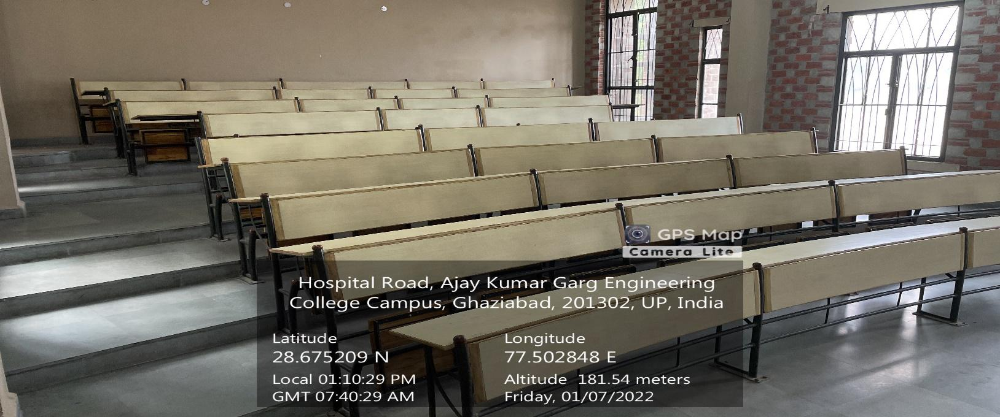 GPS Map
Camera Lite
Hospital Road, Ajay Kumar Garg Engineering
College Campus, Ghaziabad, 201302, UP, India
Latitude
28.675209 N
Longitude
77.502848 E
Local 01:10:29 PM
GMT 07:40:29 AM
Altitude 181.54 meters
Friday, 01/07/2022